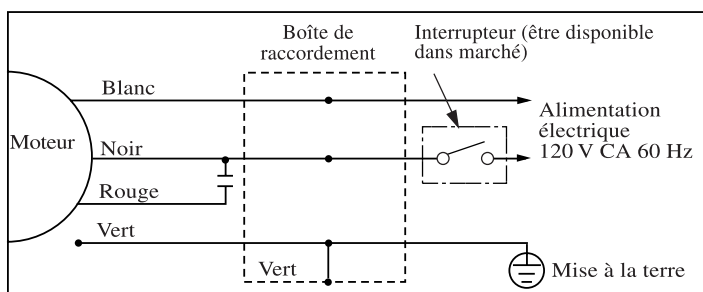 Boîte de
raccordement
Interrupteur (être disponible
dans marché)
Blanc
Moteur
Noir
Rouge
Vert
Vert
Alimentation
électrique
120 V CA 60 Hz
Mise à la terre